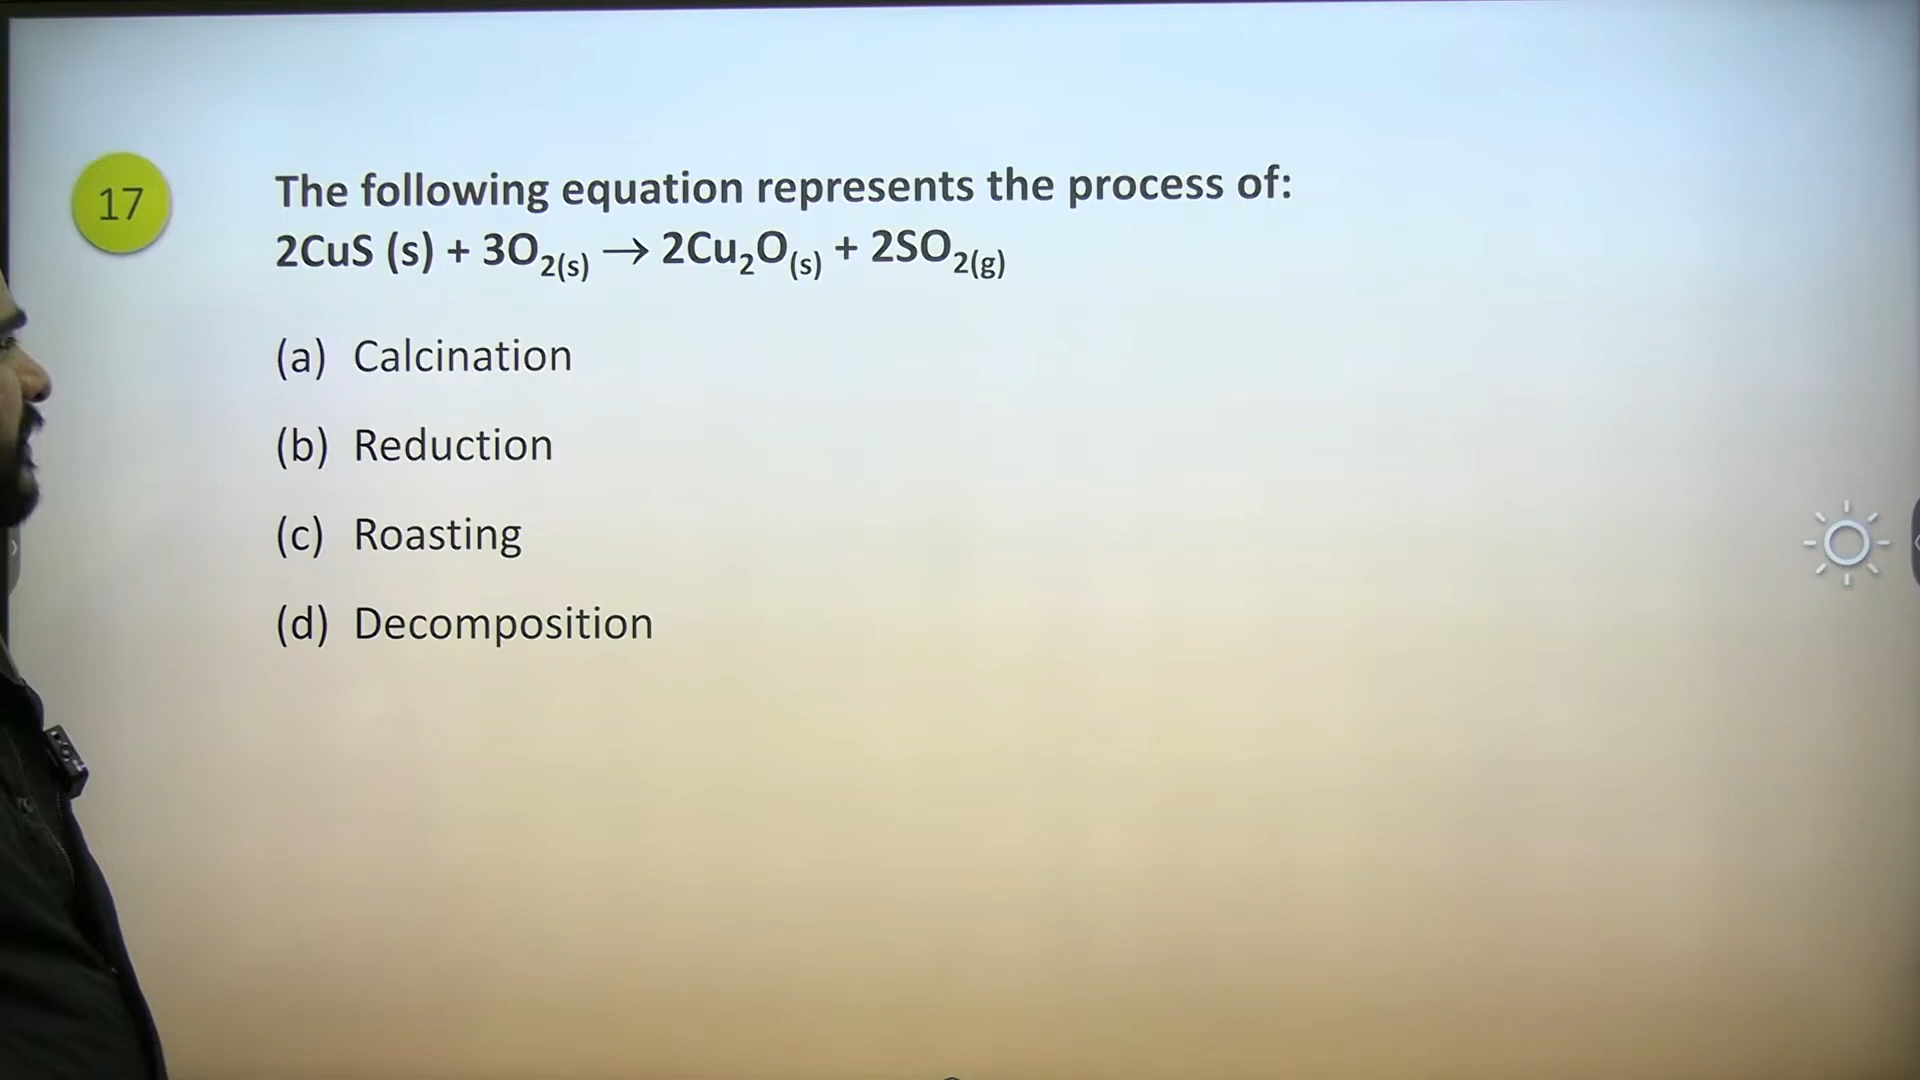 17
The following equation represents the process of:
2CuS (s) + 3O₂(s) → 2Cu₂O(s) + 2SO₂(g)
(a) Calcination
(b) Reduction
(c) Roasting
(d) Decomposition